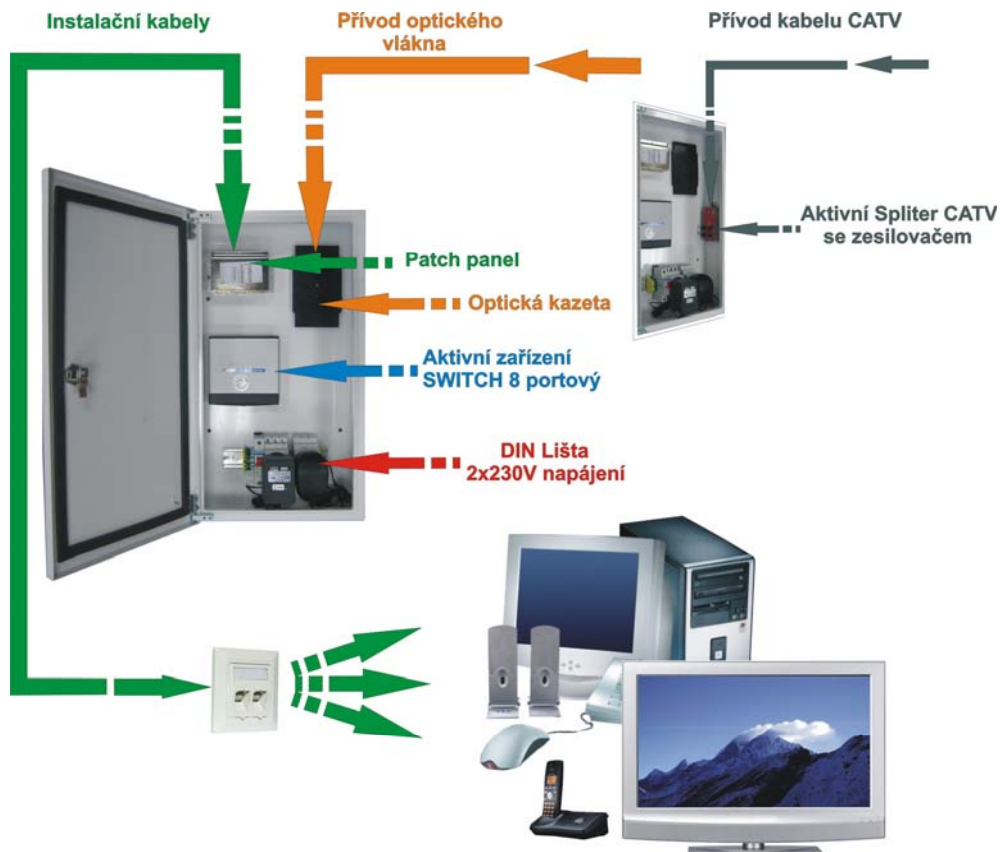 Instalační kabely
Přívod optického
vlákna
Přívod kabelu CATV
Aktivní Spliter CATV
se zesilovačem
Patch panel
Optická kazeta
Aktivní zařízení
SWITCH 8 portový
DIN Lišta
2x230V napájení